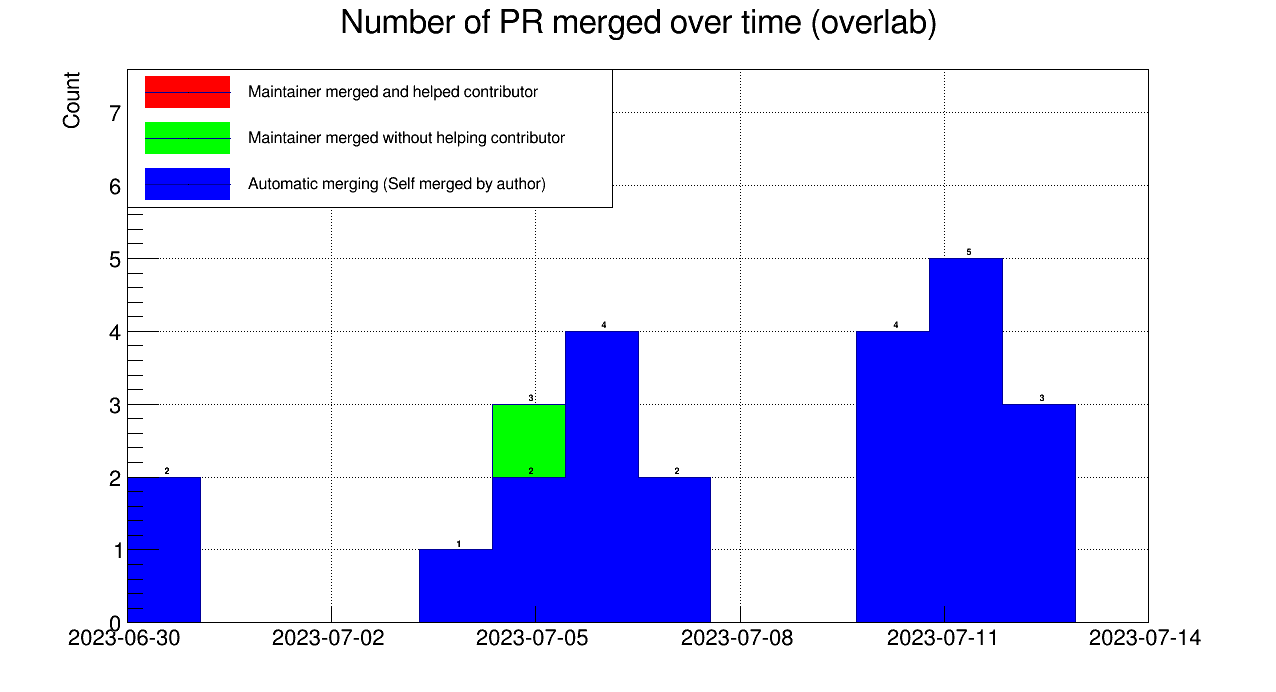 Number of PR merged over time (overlab)
Count
Maintainer merged and helped contributor
Maintainer merged without helping contributor
Automatic merging (Self merged by author)
7
6
5
4
3
2
1
0
2
1
3
2
4
2
4
5
3
2023-06-30 2023-07-02 2023-07-05 2023-07-08 2023-07-11 2023-07-14